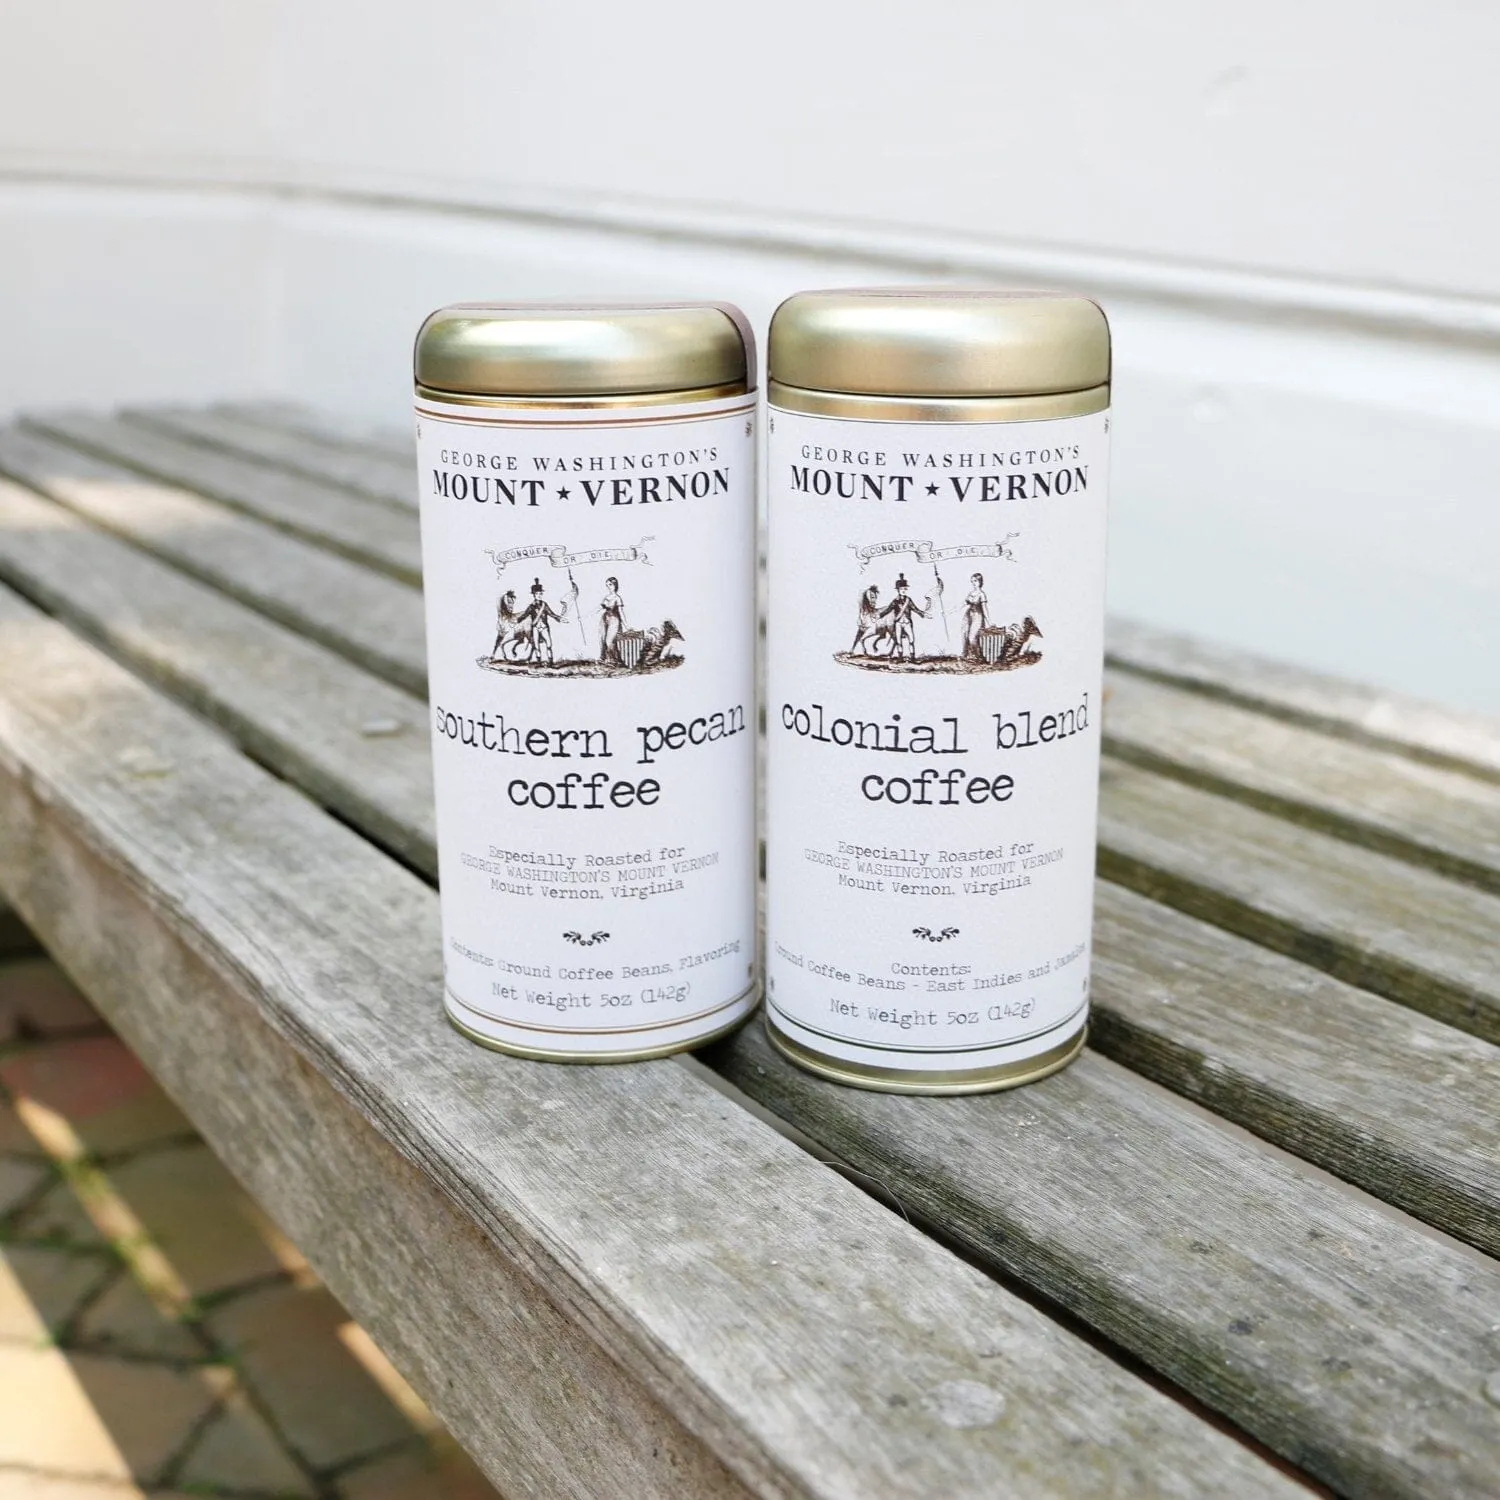 GEORGE WASHINGTON'S
MOUNT ★ VERNON
CONQUER OR DIE
southern pecan
coffee
Especially Roasted for
GEORGE WASHINGTON'S MOUNT VERNON
Mount Vernon, Virginia
Contents: Ground Coffee Beans, Flavoring
Net Weight 5oz (142g)
GEORGE WASHINGTON'S
MOUNT ★ VERNON
CONQUER OR DIE
colonial blend
coffee
Especially Roasted for
GEORGE WASHINGTON'S MOUNT VERNON
Mount Vernon, Virginia
Contents:
Ground Coffee Beans - East Indies and Jamaica
Net Weight 5oz (142g)